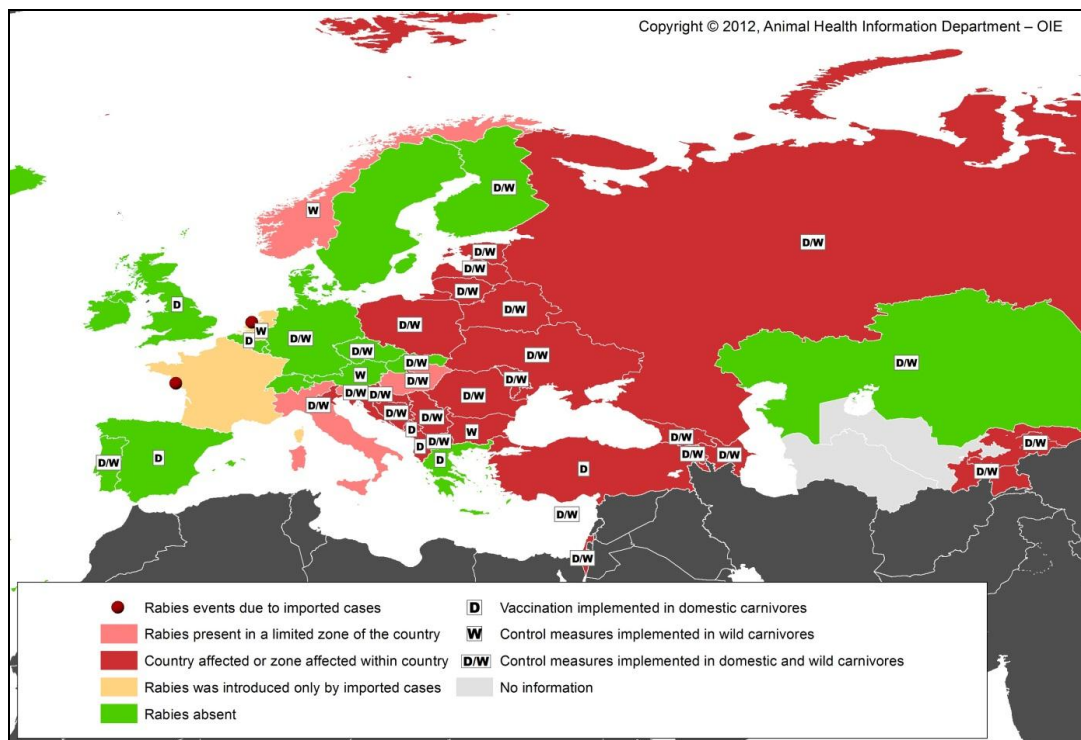 Copyright © 2012, Animal Health Information Department – OIE
D/W
W
D/W
D/W
D/W
D/W
D
D/W
W
D
D/W
D/W
D/W
D/W
D/W
D/W
W
D/W
D/W
D/W
D/W
D/W
D/W
D/W
D/W
D
D/W
W
D
D/W
D
D/W
D
D/W
D/W
D/W
D/W
D/W
D
D/W
D/W
Rabies events due to imported cases
D Vaccination implemented in domestic carnivores
Rabies present in a limited zone of the country
W Control measures implemented in wild carnivores
Country affected or zone affected within country
D/W Control measures implemented in domestic and wild carnivores
Rabies was introduced only by imported cases
No information
Rabies absent